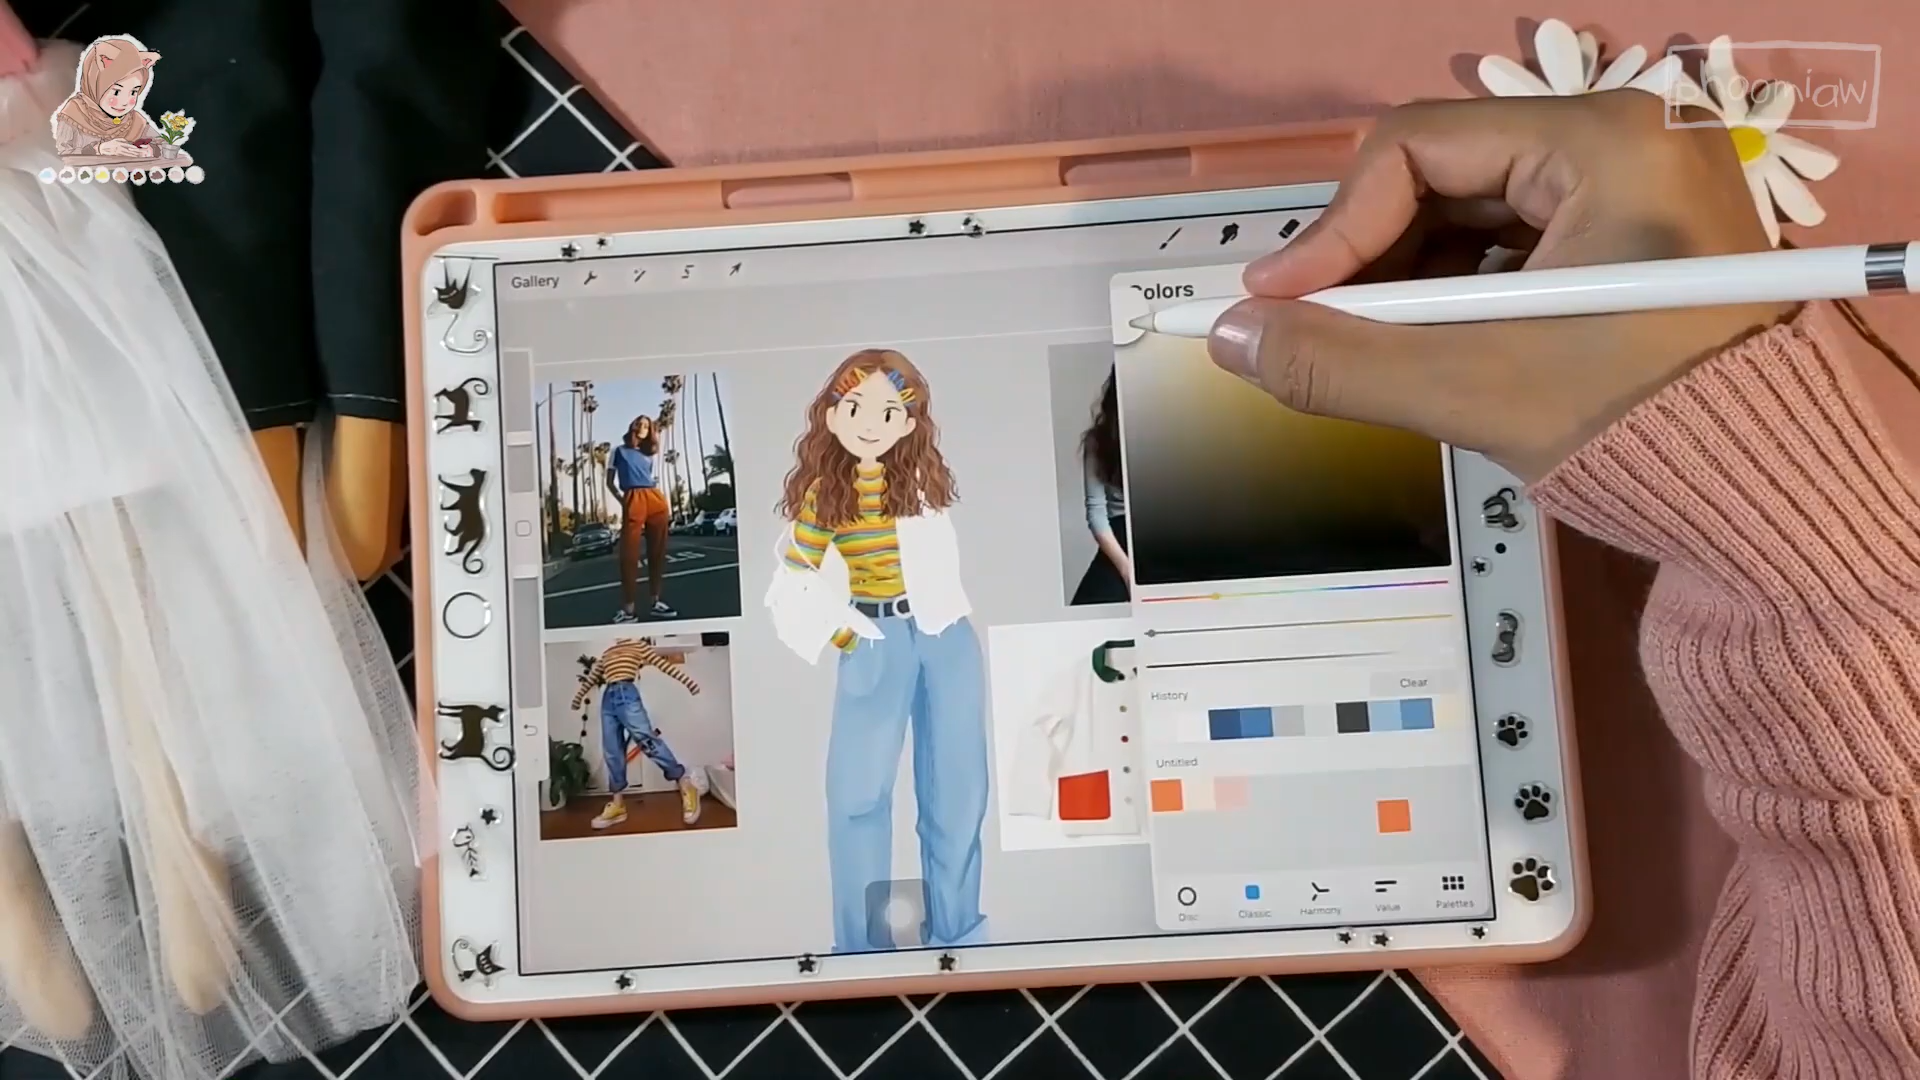 phoomiaw
Gallery
Colors
History
Clear
Untitled
Disc
Classic
Harmony
Value
Palettes